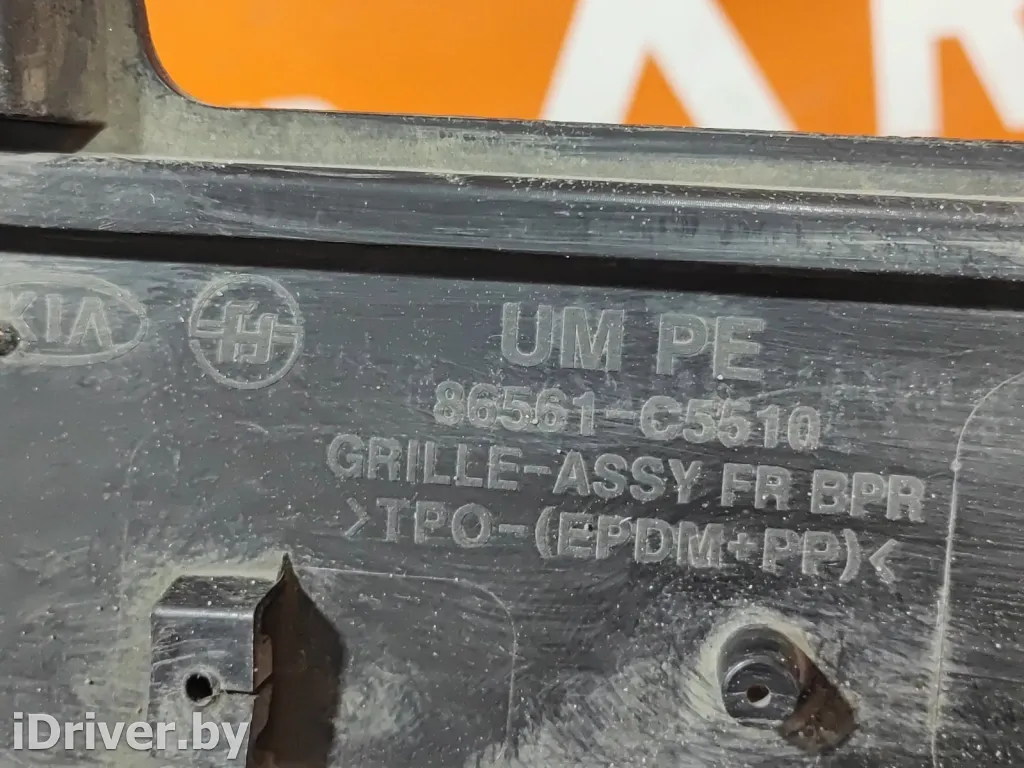 KIA
UM PE
86561-C5510
GRILLE-ASSY FR BPR
>TPO-(EPDM+PP)<
iDriver.by